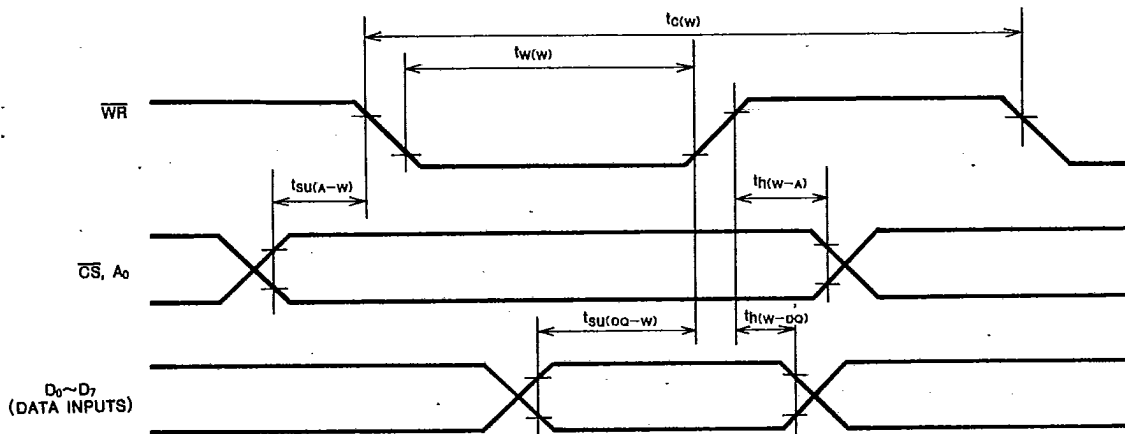 tc(w)
tw(w)
WR
tsu(A-W)
th(W-A)
CS, A0
tsu(DQ-W)
th(W-DQ)
D0~D7
(DATA INPUTS)